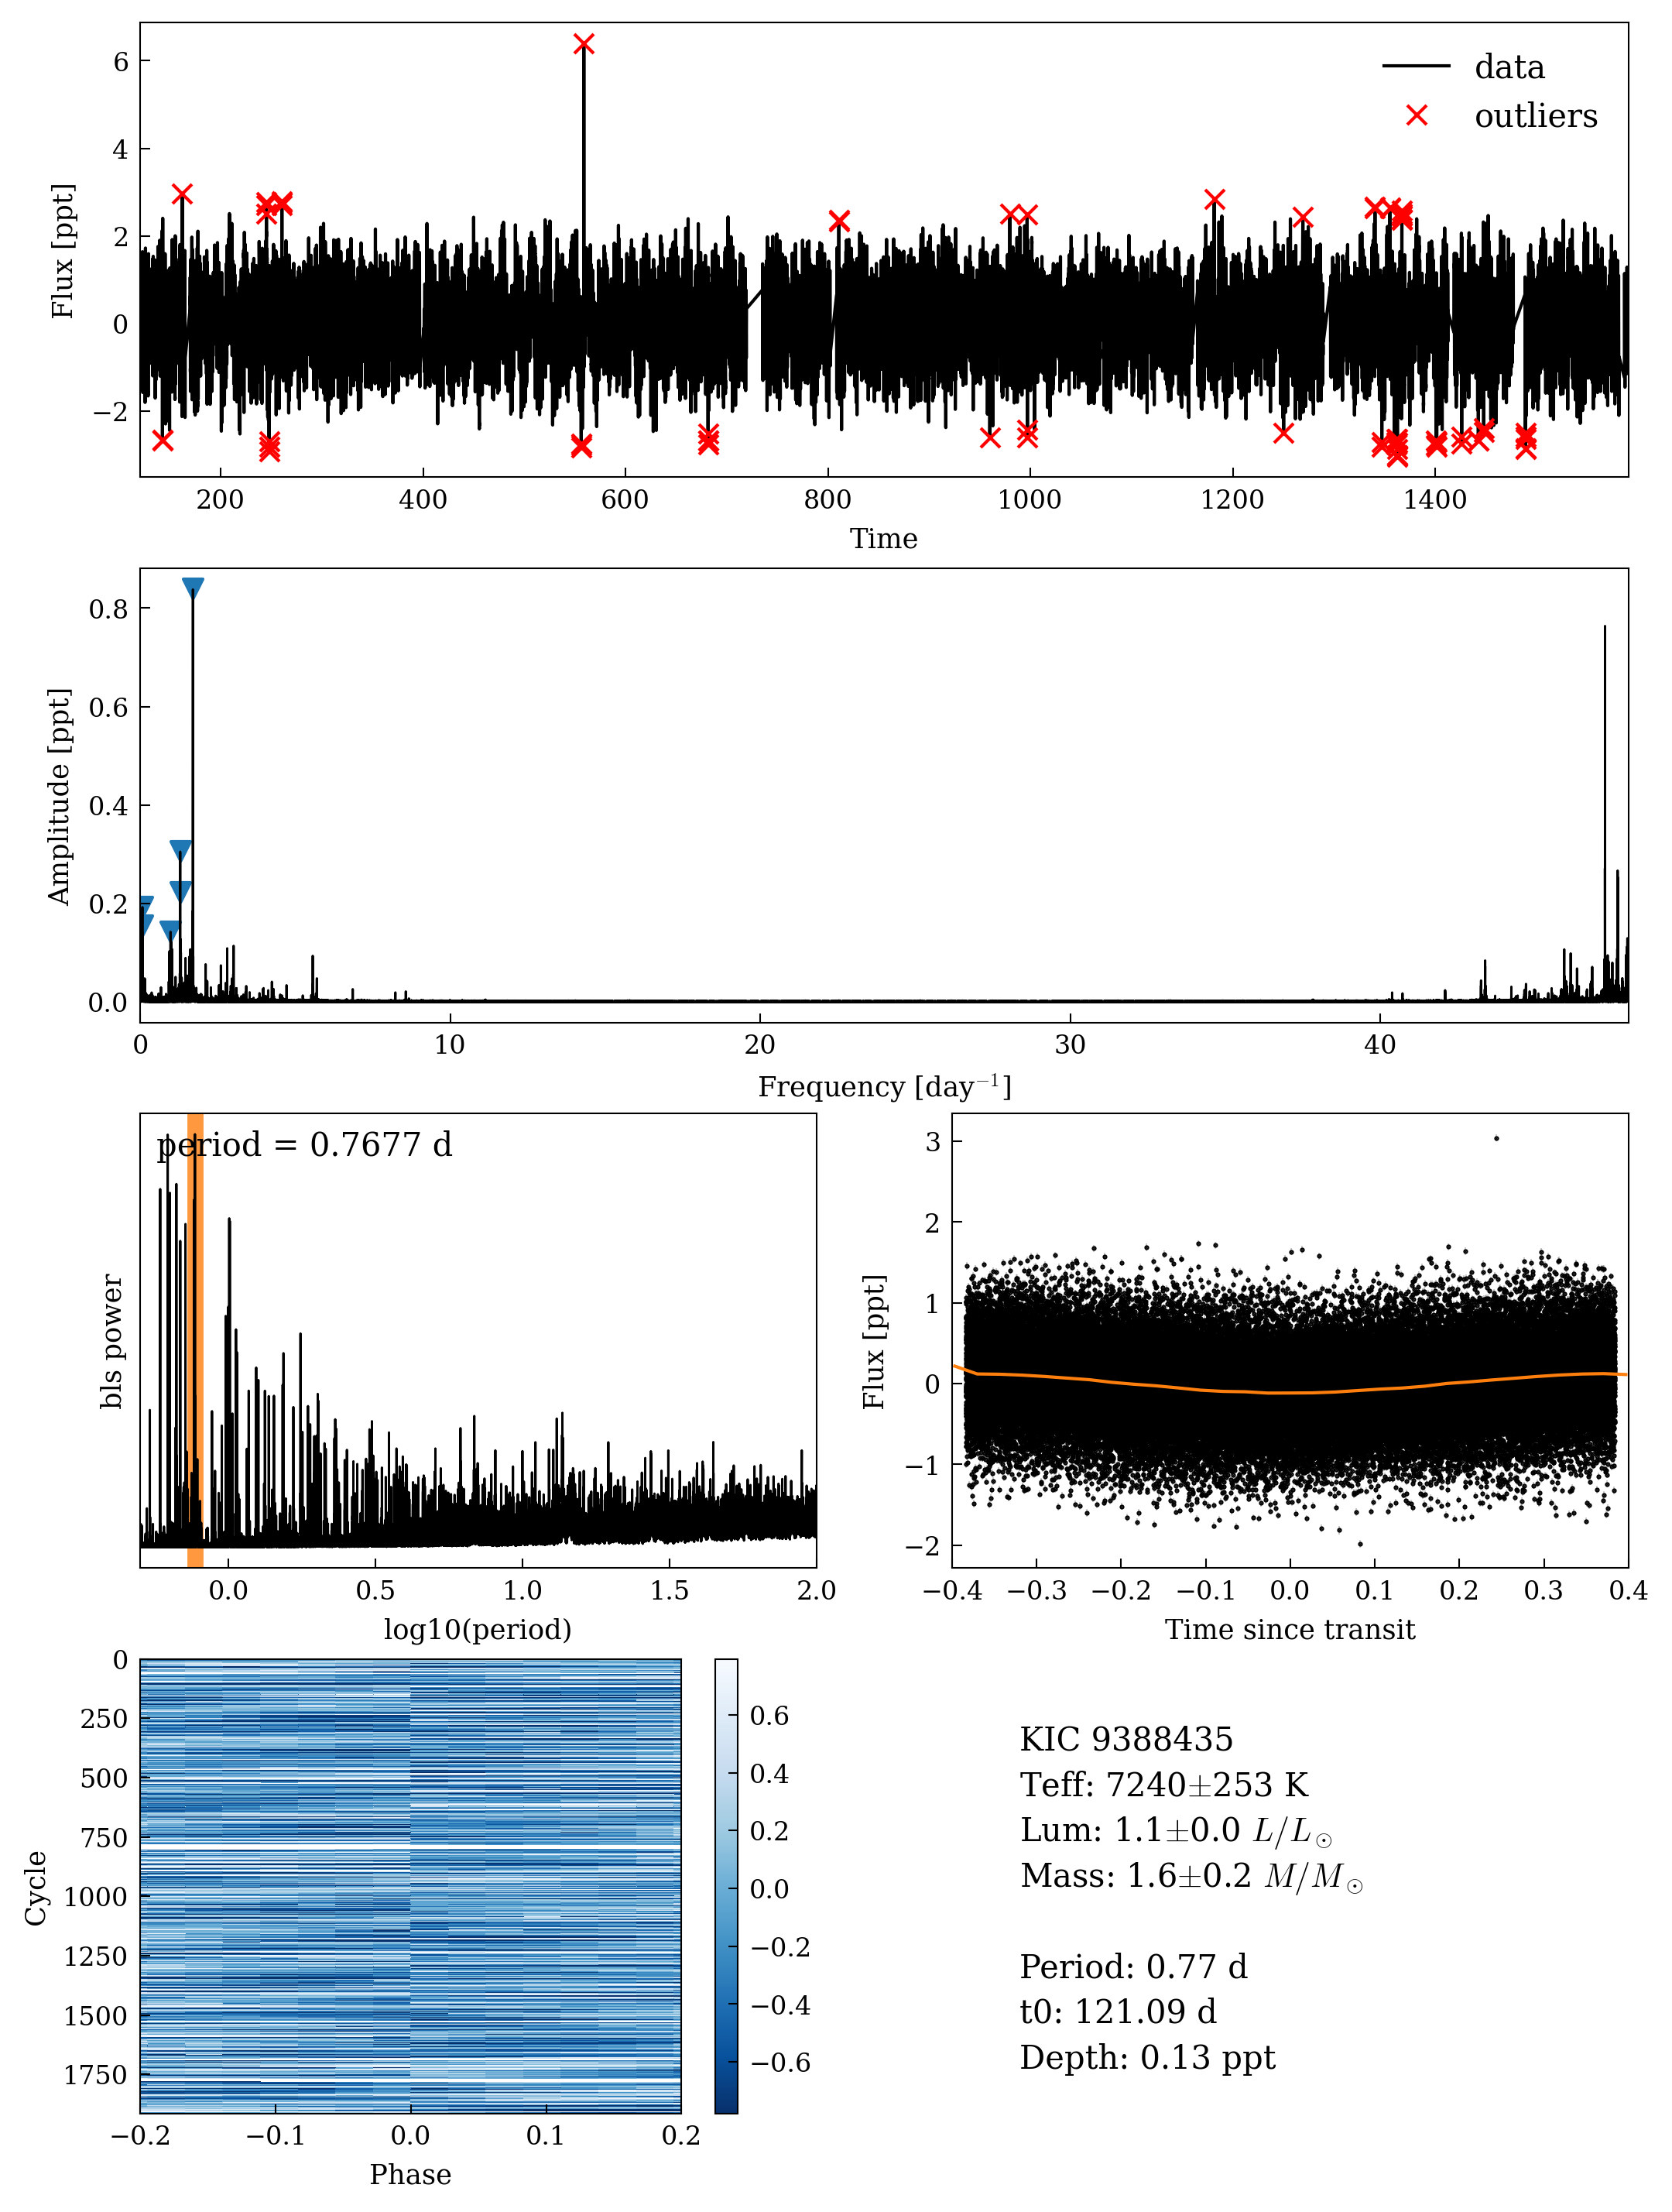 6
4
2
0
−2
Flux [ppt]
data
outliers
200 400 600 800 1000 1200 1400
Time
0.8
0.6
0.4
0.2
0.0
Amplitude [ppt]
0 10 20 30 40
Frequency [day⁻¹]
period = 0.7677 d
bls power
0.0 0.5 1.0 1.5 2.0
log10(period)
3
2
1
0
−1
−2
Flux [ppt]
−0.4 −0.3 −0.2 −0.1 0.0 0.1 0.2 0.3 0.4
Time since transit
0
250
500
750
1000
1250
1500
1750
Cycle
−0.2 −0.1 0.0 0.1 0.2
Phase
0.6
0.4
0.2
0.0
−0.2
−0.4
−0.6
KIC 9388435
Teff: 7240±253 K
Lum: 1.1±0.0 L/L☉
Mass: 1.6±0.2 M/M☉
Period: 0.77 d
t0: 121.09 d
Depth: 0.13 ppt